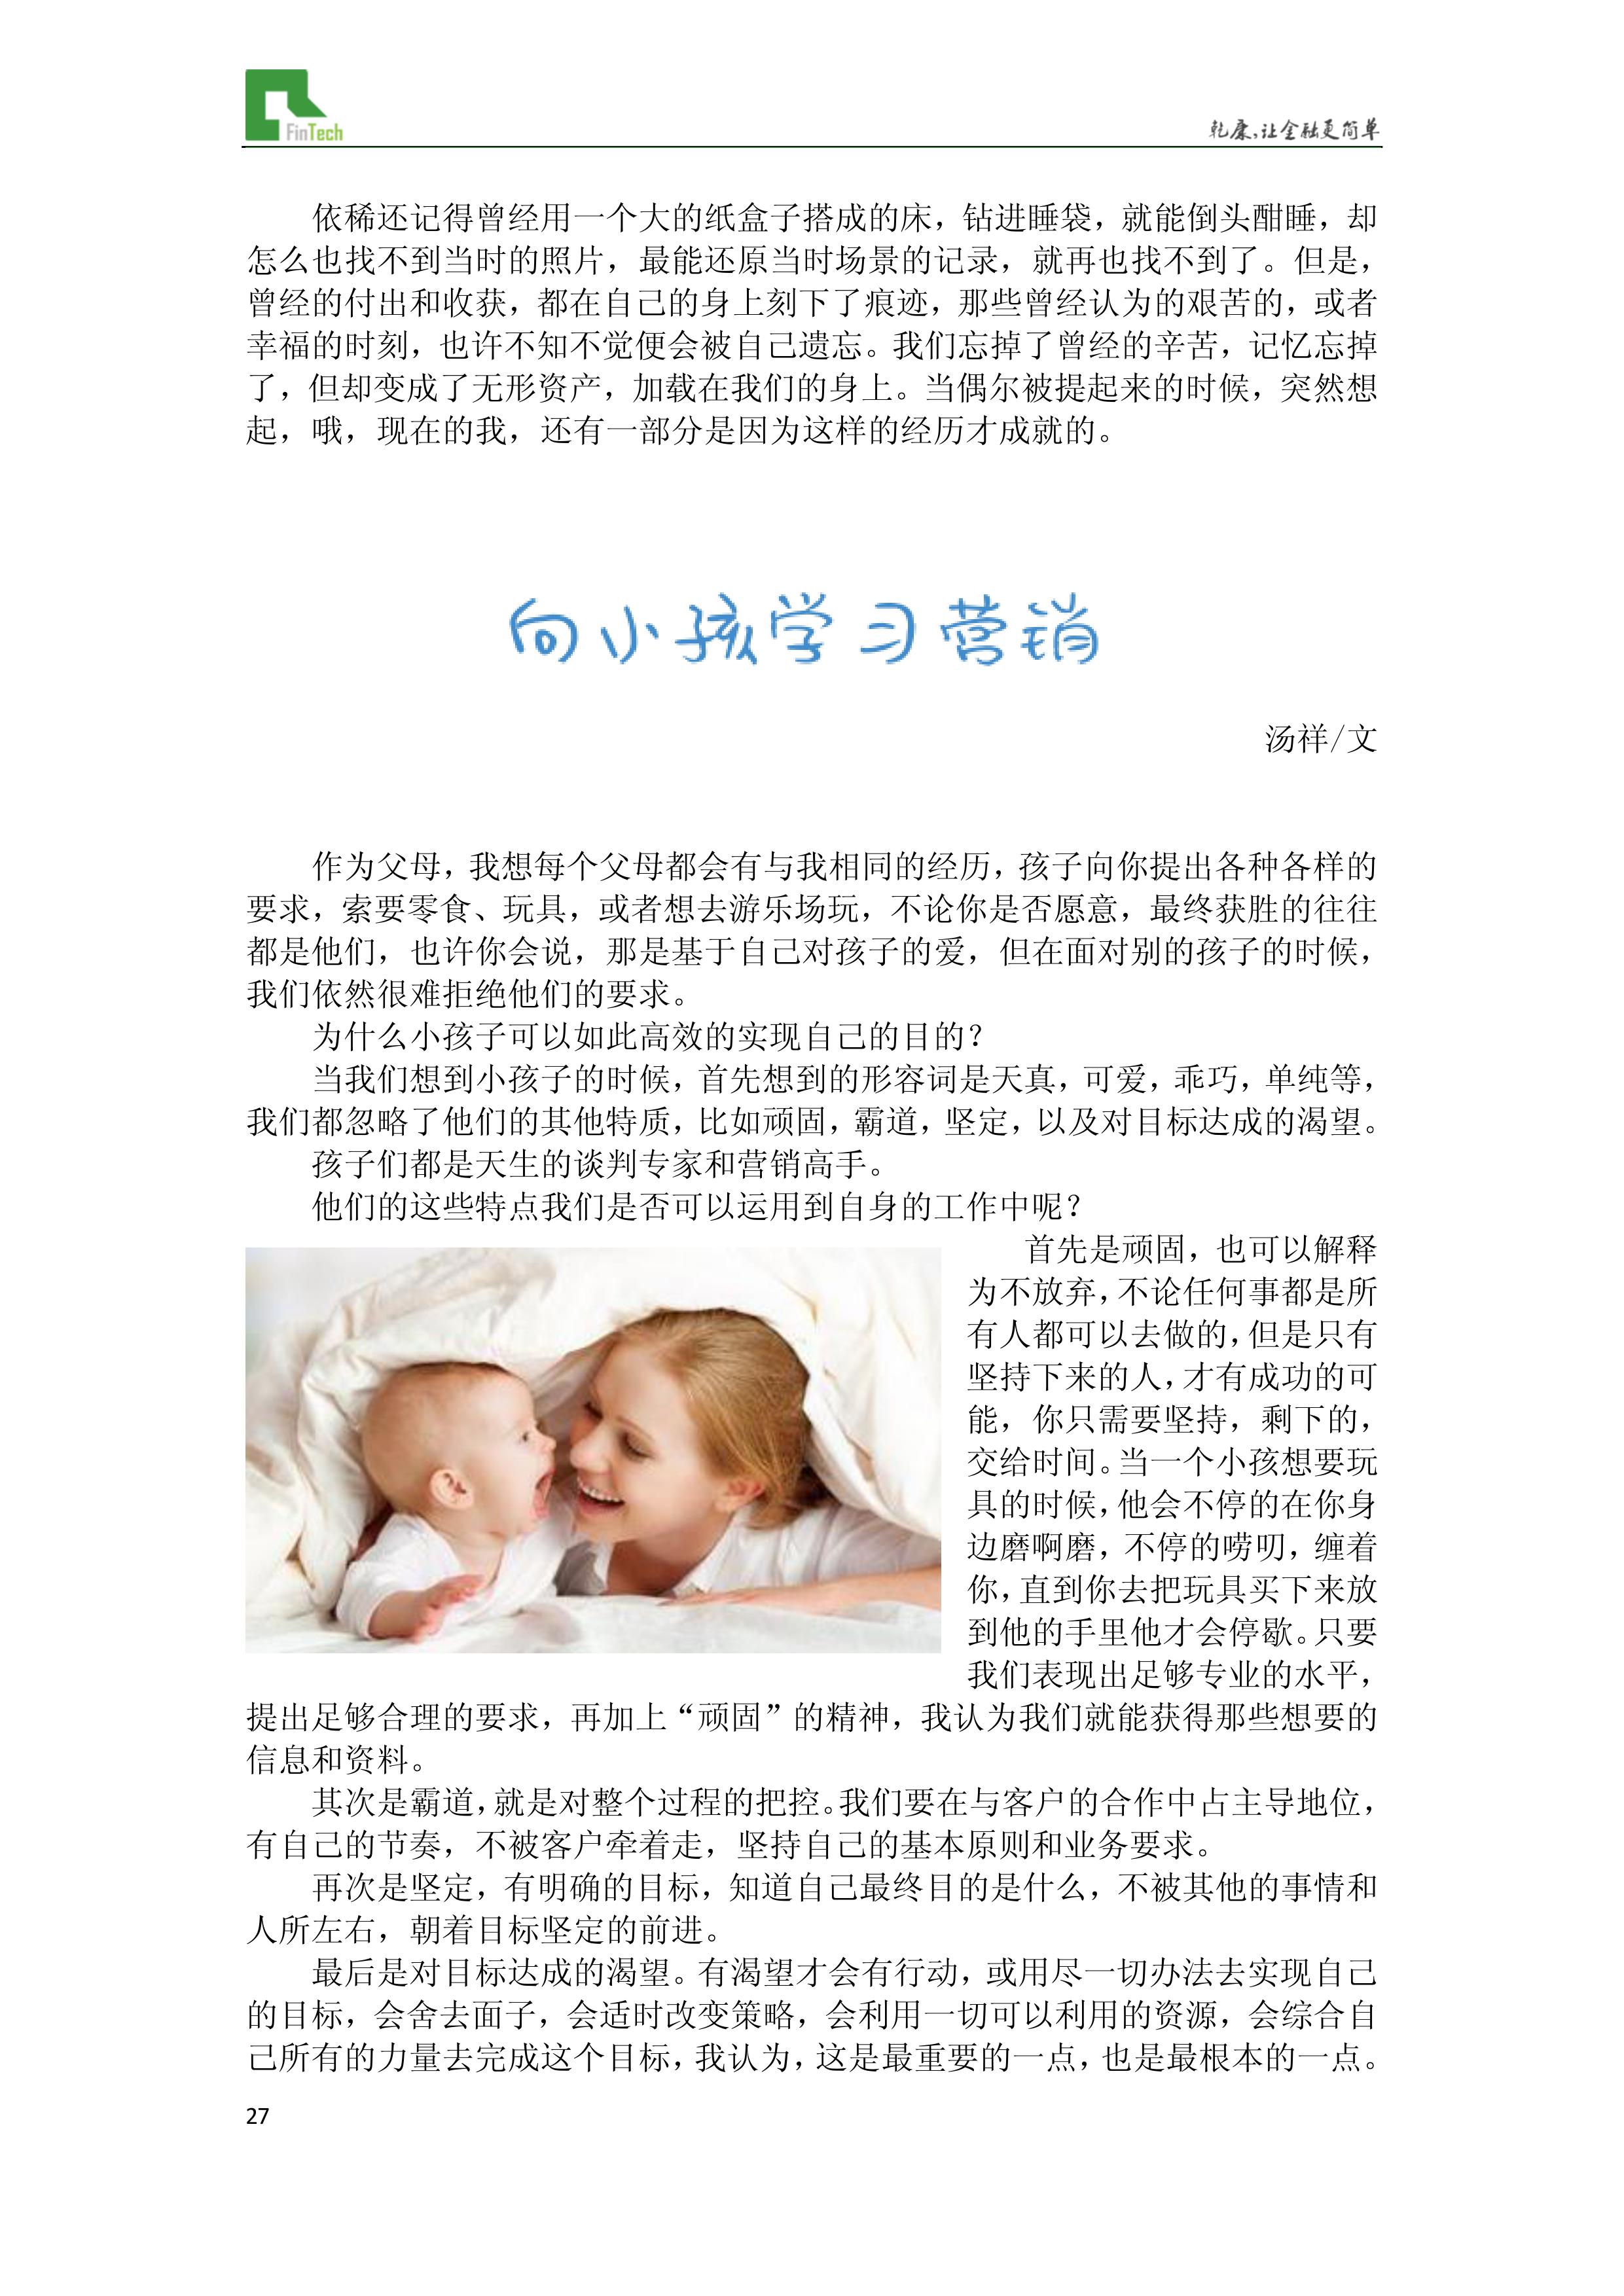 FinTech
乾康,让金融更简单
依稀还记得曾经用一个大的纸盒子搭成的床，钻进睡袋，就能倒头酣睡，却
怎么也找不到当时的照片，最能还原当时场景的记录，就再也找不到了。但是，
曾经的付出和收获，都在自己的身上刻下了痕迹，那些曾经认为的艰苦的，或者
幸福的时刻，也许不知不觉便会被自己遗忘。我们忘掉了曾经的辛苦，记忆忘掉
了，但却变成了无形资产，加载在我们的身上。当偶尔被提起来的时候，突然想
起，哦，现在的我，还有一部分是因为这样的经历才成就的。
向小孩学习营销
汤祥/文
作为父母，我想每个父母都会有与我相同的经历，孩子向你提出各种各样的
要求，索要零食、玩具，或者想去游乐场玩，不论你是否愿意，最终获胜的往往
都是他们，也许你会说，那是基于自己对孩子的爱，但在面对别的孩子的时候，
我们依然很难拒绝他们的要求。
为什么小孩子可以如此高效的实现自己的目的？
当我们想到小孩子的时候，首先想到的形容词是天真，可爱，乖巧，单纯等，
我们都忽略了他们的其他特质，比如顽固，霸道，坚定，以及对目标达成的渴望。
孩子们都是天生的谈判专家和营销高手。
他们的这些特点我们是否可以运用到自身的工作中呢？
首先是顽固，也可以解释
为不放弃，不论任何事都是所
有人都可以去做的，但是只有
坚持下来的人，才有成功的可
能，你只需要坚持，剩下的，
交给时间。当一个小孩想要玩
具的时候，他会不停的在你身
边磨啊磨，不停的唠叨，缠着
你，直到你去把玩具买下来放
到他的手里他才会停歇。只要
我们表现出足够专业的水平，
提出足够合理的要求，再加上“顽固”的精神，我认为我们就能获得那些想要的
信息和资料。
其次是霸道，就是对整个过程的把控。我们要在与客户的合作中占主导地位，
有自己的节奏，不被客户牵着走，坚持自己的基本原则和业务要求。
再次是坚定，有明确的目标，知道自己最终目的是什么，不被其他的事情和
人所左右，朝着目标坚定的前进。
最后是对目标达成的渴望。有渴望才会有行动，或用尽一切办法去实现自己
的目标，会舍去面子，会适时改变策略，会利用一切可以利用的资源，会综合自
己所有的力量去完成这个目标，我认为，这是最重要的一点，也是最根本的一点。
27